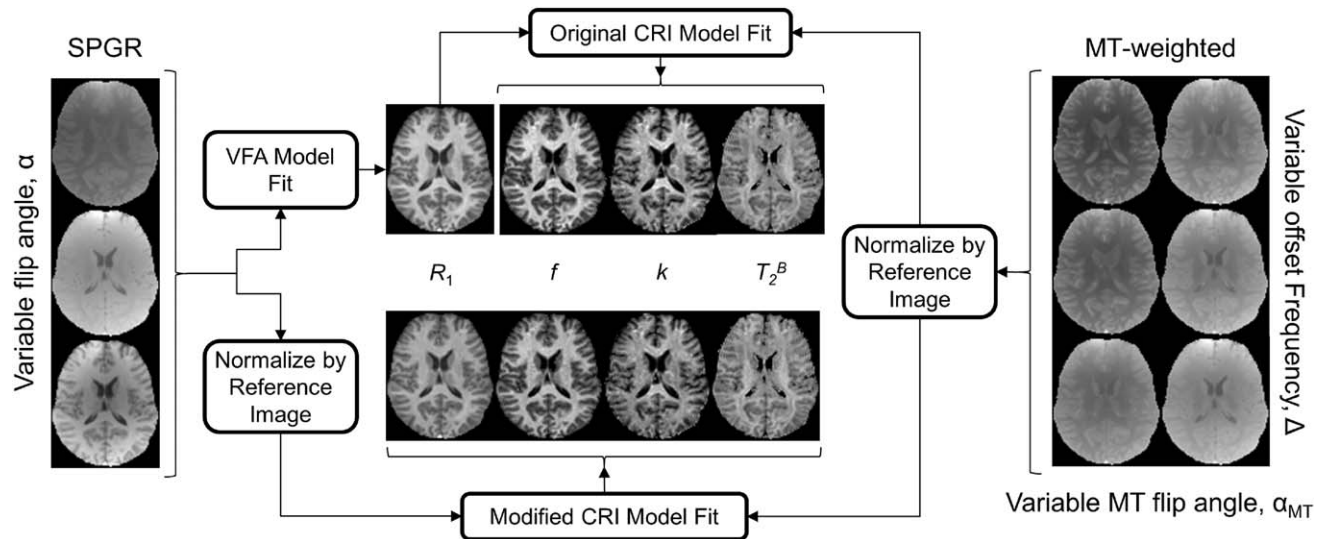 SPGR
Variable flip angle, α
VFA Model
Fit
Normalize by
Reference
Image
Original CRI Model Fit
R₁
f
k
T₂ᴮ
Modified CRI Model Fit
Normalize by
Reference
Image
MT-weighted
Variable offset Frequency, Δ
Variable MT flip angle, α_MT